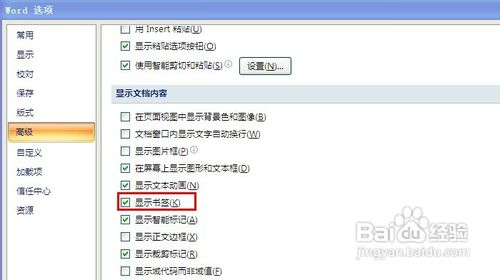 Word 选项
常用
显示
校对
保存
版式
高级
自定义
加载项
信任中心
资源
用 Insert 粘贴(U)
显示粘贴选项按钮(O)
使用智能剪切和粘贴(S)
设置(N)...
显示文档内容
在页面视图中显示背景色和图像(B)
文档窗口内显示文字自动换行(W)
显示图片框(P)
在屏幕上显示图形和文本框(D)
显示文本动画(N)
显示书签(K)
显示智能标记(A)
显示正文边框(X)
显示裁剪标记(R)
显示域代码而非域值(F)
Baidu 经验
jingyan.baidu.com